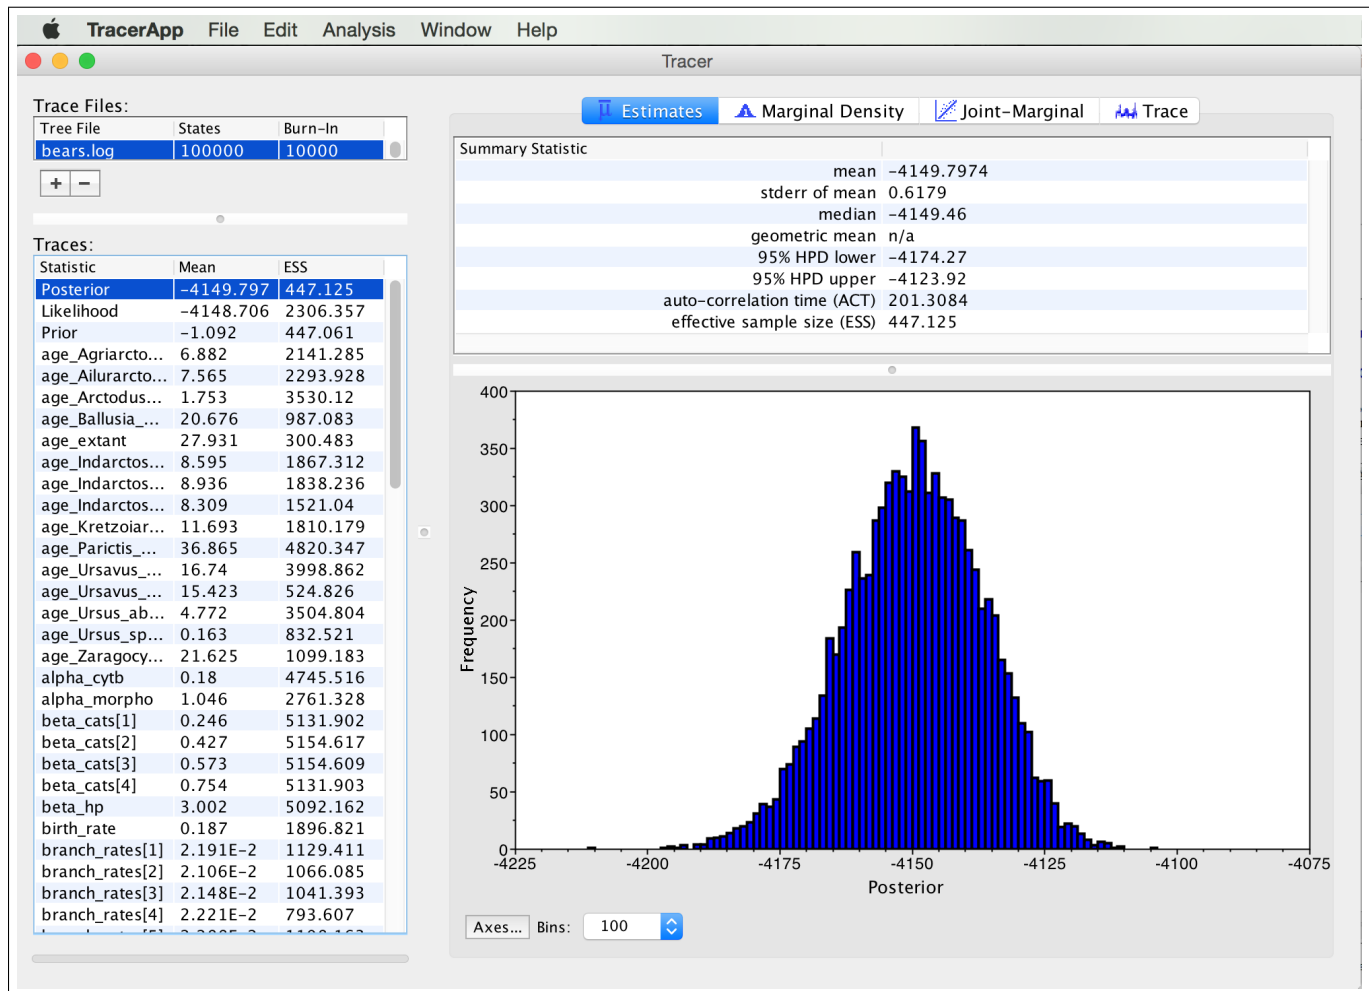 TracerApp File Edit Analysis Window Help
Tracer
Trace Files:
Tree File States Burn-In
bears.log 100000 10000
+ −
Traces:
Statistic Mean ESS
Posterior -4149.797 447.125
Likelihood -4148.706 2306.357
Prior -1.092 447.061
age_Agriarcto... 6.882 2141.285
age_Ailurarcto... 7.565 2293.928
age_Arctodus... 1.753 3530.12
age_Ballusia_... 20.676 987.083
age_extant 27.931 300.483
age_Indarctos... 8.595 1867.312
age_Indarctos... 8.936 1838.236
age_Indarctos... 8.309 1521.04
age_Kretzoiar... 11.693 1810.179
age_Parictis_... 36.865 4820.347
age_Ursavus_... 16.74 3998.862
age_Ursavus_... 15.423 524.826
age_Ursus_ab... 4.772 3504.804
age_Ursus_sp... 0.163 832.521
age_Zaragocy... 21.625 1099.183
alpha_cytb 0.18 4745.516
alpha_morpho 1.046 2761.328
beta_cats[1] 0.246 5131.902
beta_cats[2] 0.427 5154.617
beta_cats[3] 0.573 5154.609
beta_cats[4] 0.754 5131.903
beta_hp 3.002 5092.162
birth_rate 0.187 1896.821
branch_rates[1] 2.191E-2 1129.411
branch_rates[2] 2.106E-2 1066.085
branch_rates[3] 2.148E-2 1041.393
branch_rates[4] 2.221E-2 793.607
Estimates Marginal Density Joint-Marginal Trace
Summary Statistic
mean -4149.7974
stderr of mean 0.6179
median -4149.46
geometric mean n/a
95% HPD lower -4174.27
95% HPD upper -4123.92
auto-correlation time (ACT) 201.3084
effective sample size (ESS) 447.125
400
350
300
250
200
150
100
50
0
Frequency
-4225 -4200 -4175 -4150 -4125 -4100 -4075
Posterior
Axes... Bins: 100